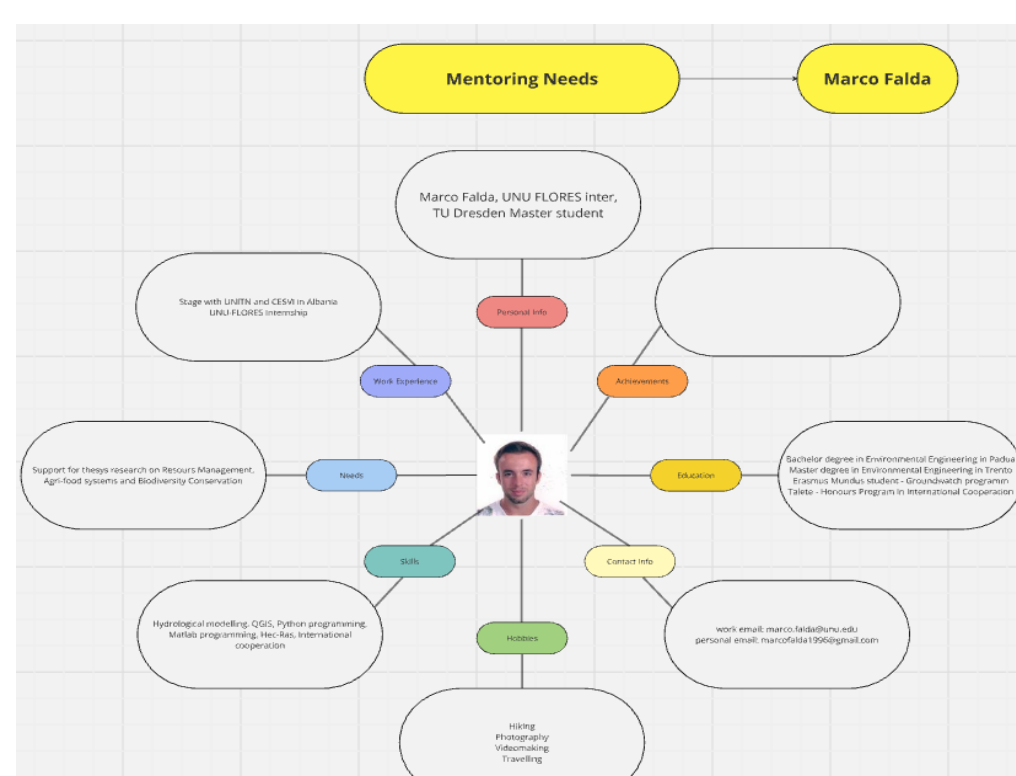 Mentoring Needs
Marco Falda
Marco Falda, UNU FLORES inter,
TU Dresden Master student
Stage with UNITN and CESVI in Albania
UNU-FLORES Internship
Personal Info
Work Experience
Achievements
Support for thesys research on Resours Management,
Agri-food systems and Biodiversity Conservation
Needs
Education
Bachelor degree in Environmental Engineering in Padua
Master degree in Environmental Engineering in Trento
Erasmus Mundus student - Groundwatch programm
Talete - Honours Program in International Cooperation
Skills
Contact Info
Hydrological modelling, QGIS, Python programming,
Matlab programming, Hec-Ras, International
cooperation
Hobbies
work email: marco.falda@unu.edu
personal email: marcofalda1996@gmail.com
Hiking
Photography
Videomaking
Travelling